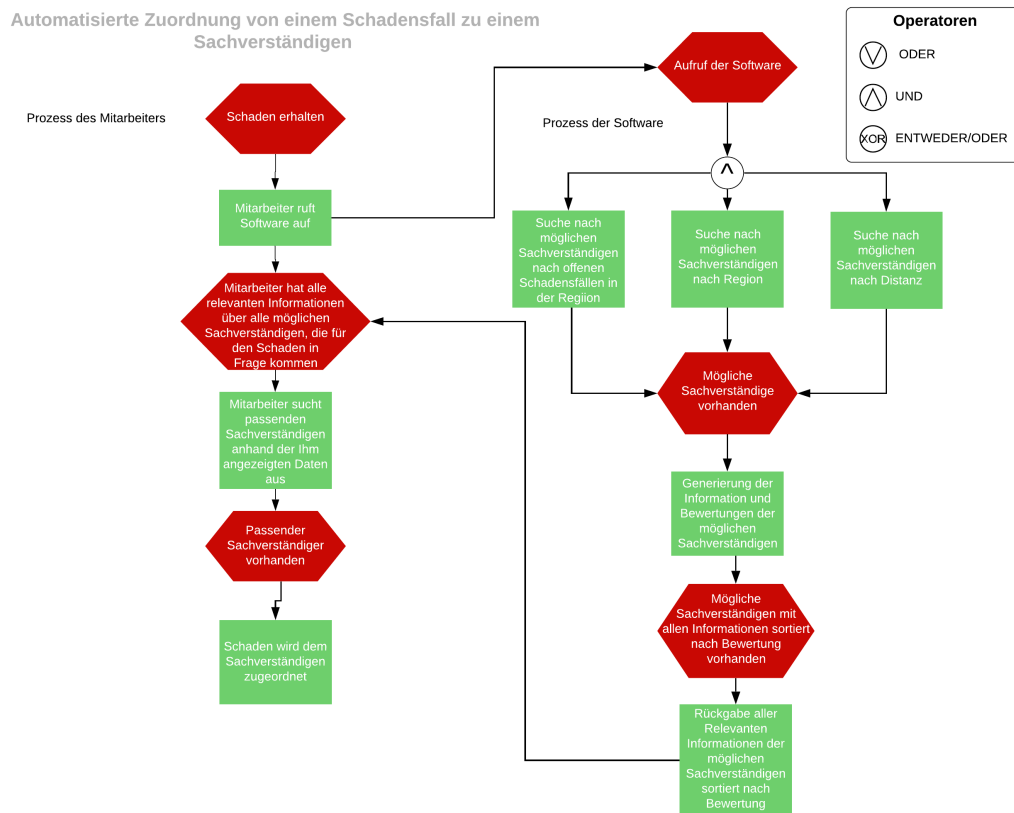 Automatisierte Zuordnung von einem Schadensfall zu einem
Sachverständigen
Operatoren
ODER
UND
XOR
ENTWEDER/ODER
Prozess des Mitarbeiters
Schaden erhalten
Mitarbeiter ruft
Software auf
Mitarbeiter hat alle
relevanten Informationen
über alle möglichen
Sachverständigen, die für
den Schaden in
Frage kommen
Mitarbeiter sucht
passenden
Sachverständigen
anhand der Ihm
angezeigten Daten
aus
Passender
Sachverständiger
vorhanden
Schaden wird dem
Sachverständigen
zugeordnet
Aufruf der Software
Prozess der Software
Suche nach
möglichen
Sachverständigen
nach offenen
Schadensfällen in
der Regiion
Suche nach
möglichen
Sachverständigen
nach Region
Suche nach
möglichen
Sachverständigen
nach Distanz
Mögliche
Sachverständige
vorhanden
Generierung der
Information und
Bewertungen der
möglichen
Sachverständigen
Mögliche
Sachverständigen mit
allen Informationen sortiert
nach Bewertung
vorhanden
Rückgabe aller
Relevanten
Informationen der
möglichen
Sachverständigen
sortiert nach
Bewertung